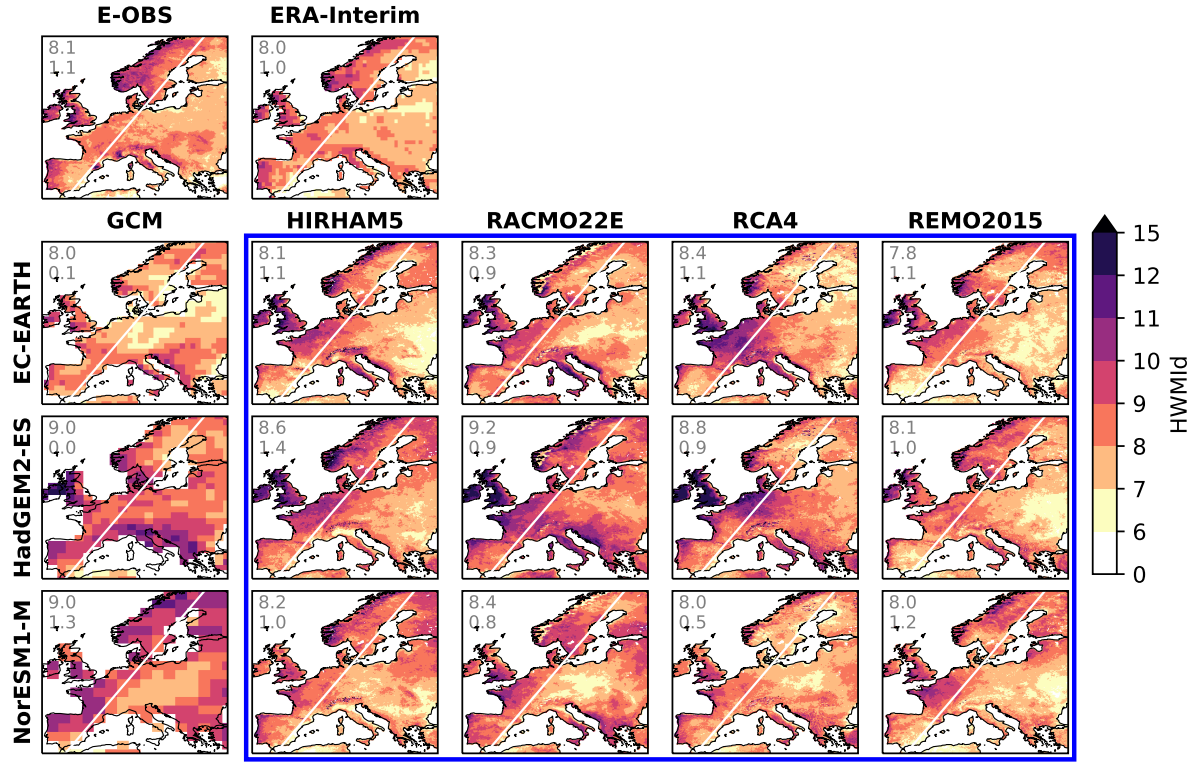 E-OBS ERA-Interim
8.1 8.0
1.1 1.0
GCM HIRHAM5 RACMO22E RCA4 REMO2015
EC-EARTH
8.0 8.1 8.3 8.4 7.8
0.1 1.1 0.9 1.1 1.1
HadGEM2-ES
9.0 8.6 9.2 8.8 8.1
0.0 1.4 0.9 0.9 1.0
NorESM1-M
9.0 8.2 8.4 8.0 8.0
1.3 1.0 0.8 0.5 1.2
15
12
11
10
9
8
7
6
0
HWMId